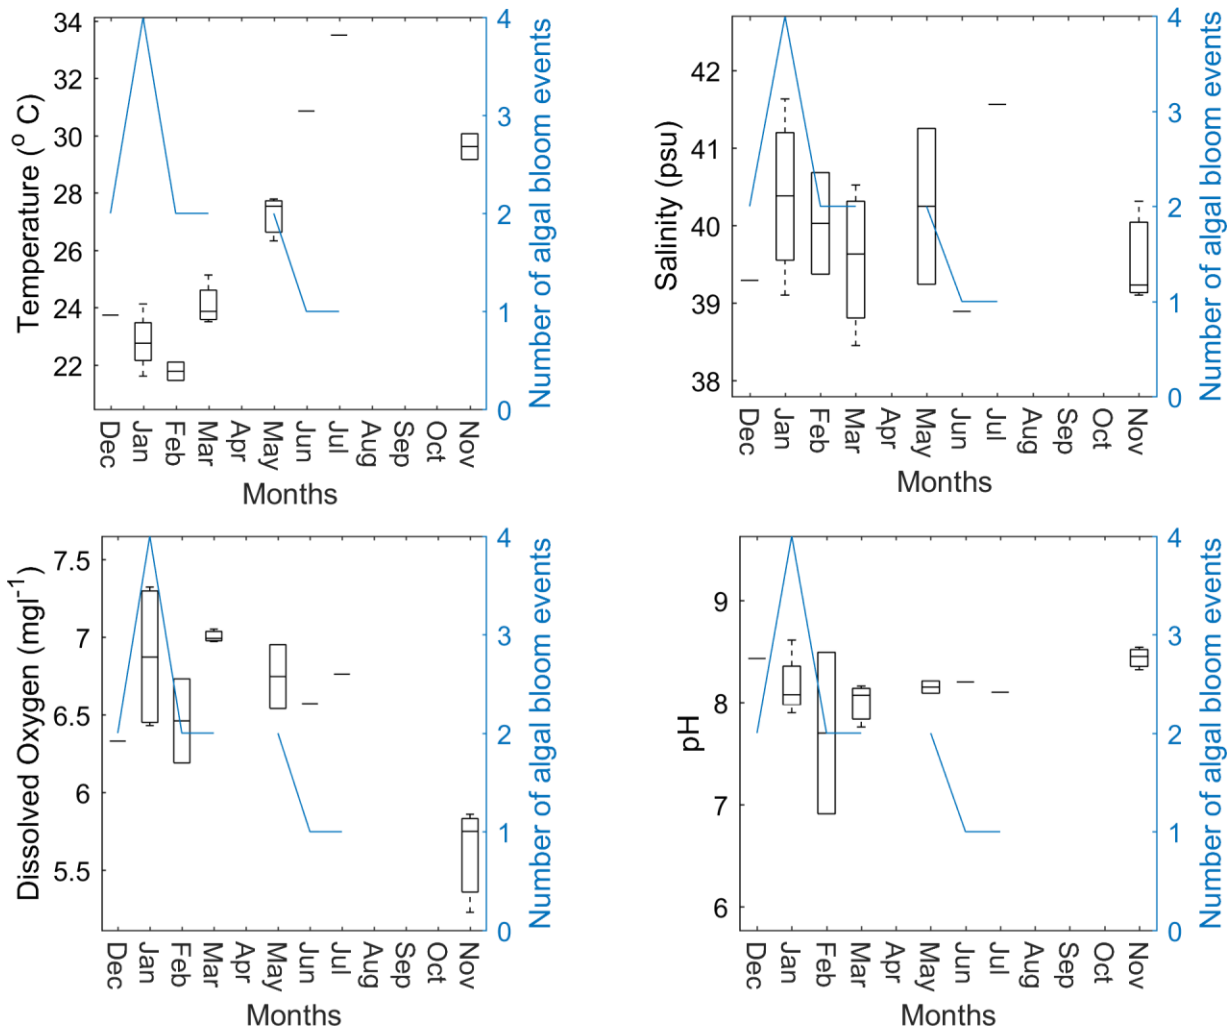 34
32
30
28
26
24
22
Temperature (° C)
4
3
2
1
0
Number of algal bloom events
Dec
Jan
Feb
Mar
Apr
May
Jun
Jul
Aug
Sep
Oct
Nov
Months
42
41
40
39
38
Salinity (psu)
4
3
2
1
0
Number of algal bloom events
Dec
Jan
Feb
Mar
Apr
May
Jun
Jul
Aug
Sep
Oct
Nov
Months
7.5
7
6.5
6
5.5
Dissolved Oxygen (mgl⁻¹)
4
3
2
1
0
Number of algal bloom events
Dec
Jan
Feb
Mar
Apr
May
Jun
Jul
Aug
Sep
Oct
Nov
Months
9
8
7
6
pH
4
3
2
1
0
Number of algal bloom events
Dec
Jan
Feb
Mar
Apr
May
Jun
Jul
Aug
Sep
Oct
Nov
Months